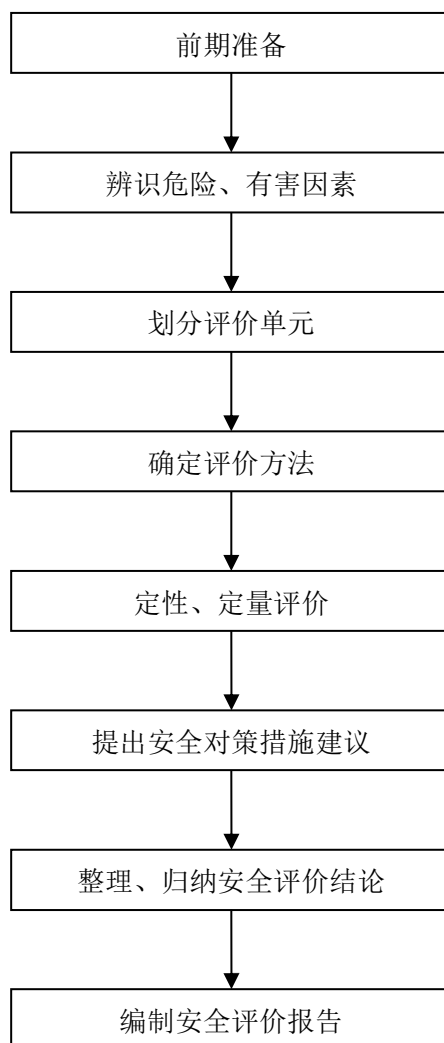 前期准备
辨识危险、有害因素
划分评价单元
确定评价方法
定性、定量评价
提出安全对策措施建议
整理、归纳安全评价结论
编制安全评价报告